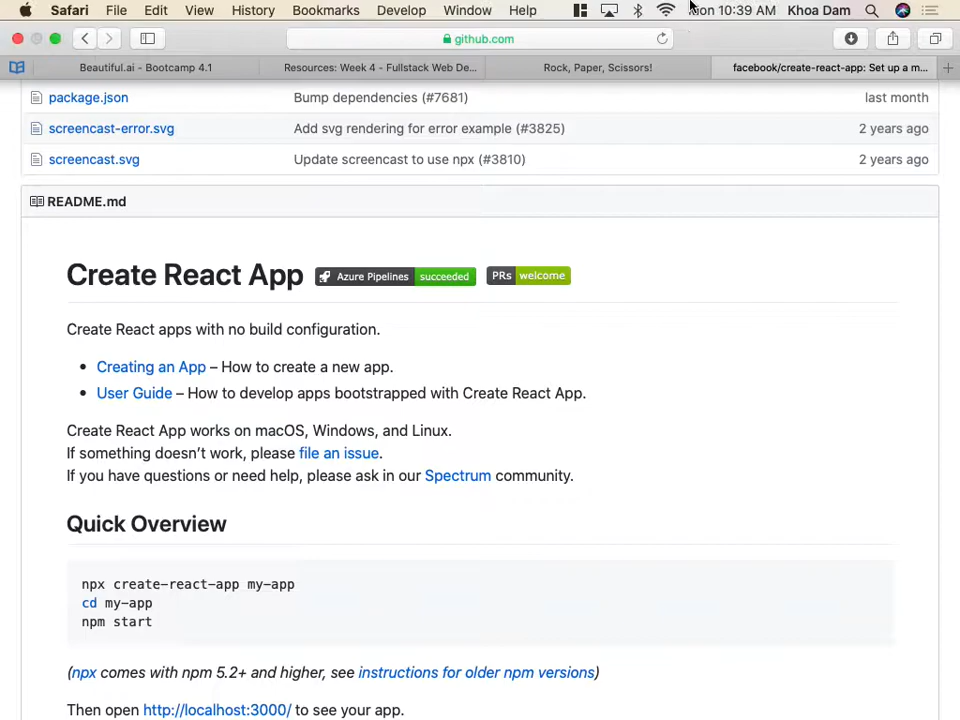 Safari File Edit View History Bookmarks Develop Window Help Mon 10:39 AM Khoa Dam
github.com
Beautiful.ai - Bootcamp 4.1 Resources: Week 4 - Fullstack Web De... Rock, Paper, Scissors! facebook/create-react-app: Set up a m...
package.json Bump dependencies (#7681) last month
screencast-error.svg Add svg rendering for error example (#3825) 2 years ago
screencast.svg Update screencast to use npx (#3810) 2 years ago
README.md
Create React App Azure Pipelines succeeded PRs welcome
Create React apps with no build configuration.
• Creating an App – How to create a new app.
• User Guide – How to develop apps bootstrapped with Create React App.
Create React App works on macOS, Windows, and Linux.
If something doesn’t work, please file an issue.
If you have questions or need help, please ask in our Spectrum community.
Quick Overview
npx create-react-app my-app
cd my-app
npm start
(npx comes with npm 5.2+ and higher, see instructions for older npm versions)
Then open http://localhost:3000/ to see your app.